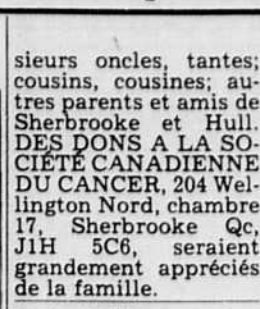 sieurs oncles, tantes;
cousins, cousines; au-
tres parents et amis de
Sherbrooke et Hull.
DES DONS A LA SO-
CIÉTÉ CANADIENNE
DU CANCER, 204 Wel-
lington Nord, chambre
17, Sherbrooke Qc,
J1H 5C6, seraient
grandement appréciés
de la famille.